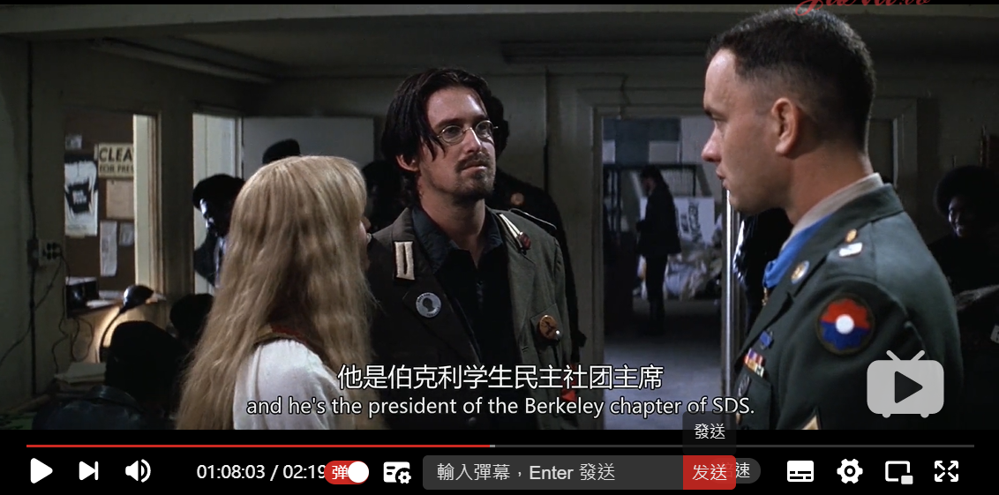 CLEA
FOR PRES
他是伯克利学生民主社团主席
and he's the president of the Berkeley chapter of SDS.
發送
01:08:03 / 02:19
弹
輸入彈幕，Enter 發送
发送
速